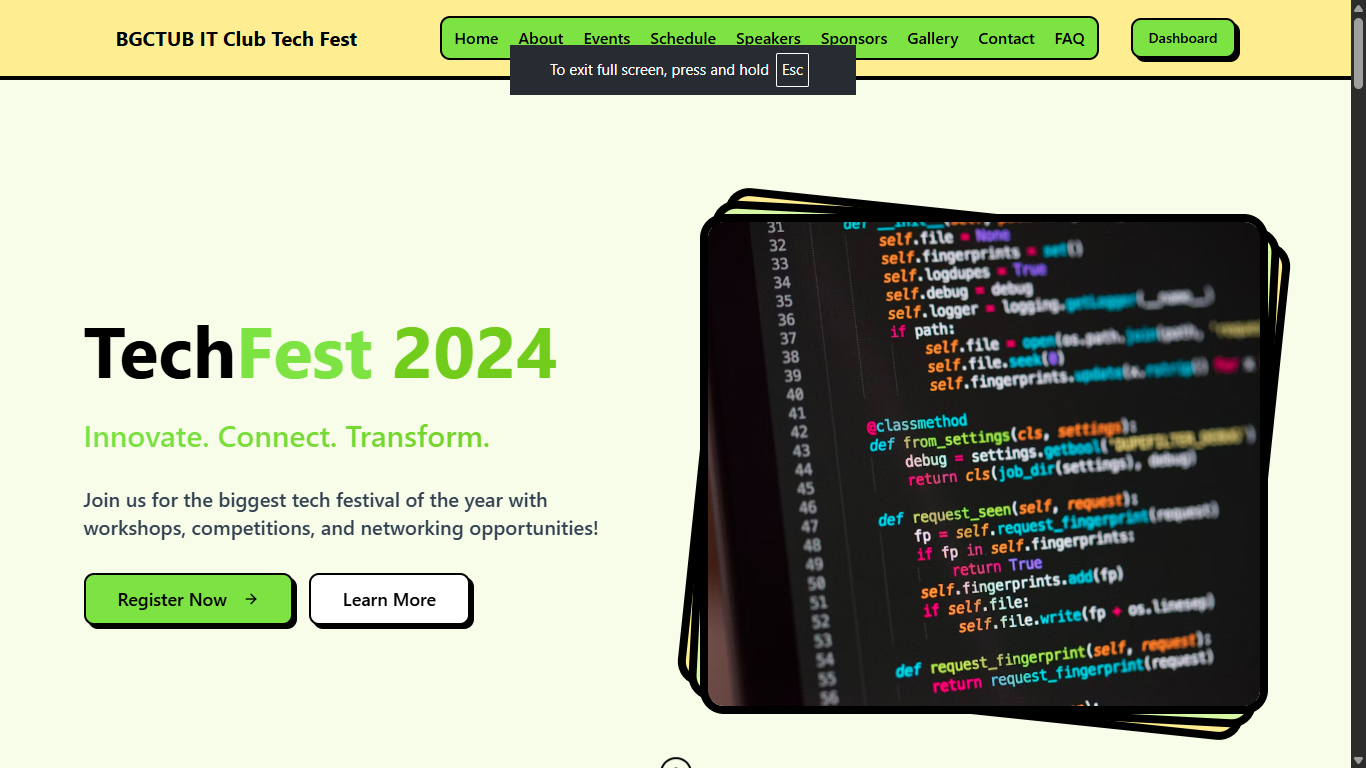 BGCTUB IT Club Tech Fest
Home About Events Schedule Speakers Sponsors Gallery Contact FAQ
Dashboard
To exit full screen, press and hold Esc
TechFest 2024
Innovate. Connect. Transform.
Join us for the biggest tech festival of the year with
workshops, competitions, and networking opportunities!
Register Now →
Learn More
31 def __init__(self,
32 self.file = None
33 self.fingerprints = set()
34 self.logdupes = True
35 self.debug = debug
36 self.logger = logging.getLogger(__name__)
37 if path:
38 self.file = open(os.path.join(path,
39 self.file.seek(0)
40 self.fingerprints.update(x.rstrip() for
41
42 @classmethod
43 def from_settings(cls, settings):
44 debug = settings.getbool("DUPEFILTER_DEBUG")
45 return cls(job_dir(settings), debug)
46
47 def request_seen(self, request):
48 fp = self.request_fingerprint(request)
49 if fp in self.fingerprints:
50 return True
51 self.fingerprints.add(fp)
52 if self.file:
53 self.file.write(fp + os.linesep)
54
55 def request_fingerprint(self, request):
56 return request_fingerprint(request)